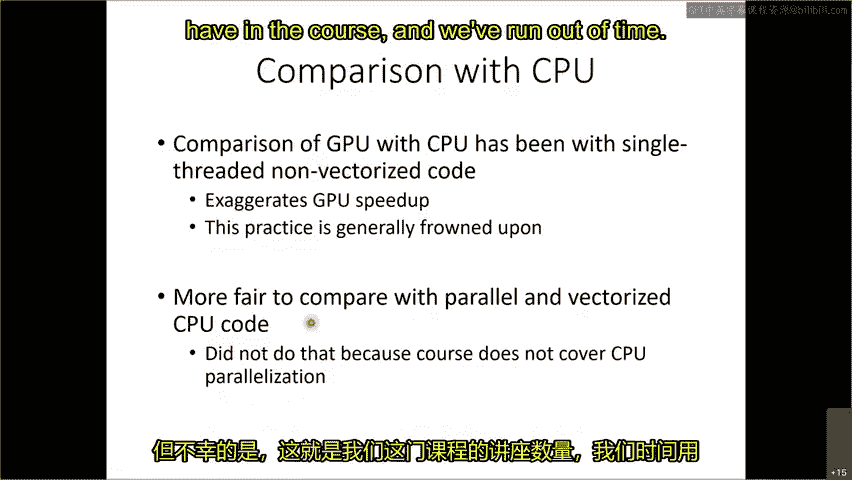 have in the course, and we've run out of time.
Comparison with CPU
• Comparison of GPU with CPU has been with single-
threaded non-vectorized code
• Exaggerates GPU speedup
• This practice is generally frowned upon
• More fair to compare with parallel and vectorized
CPU code
• Did not do that because course does not cover CPU
parallelization
但不幸的是，这就是我们这门课程的讲座数量，我们时间用
+15